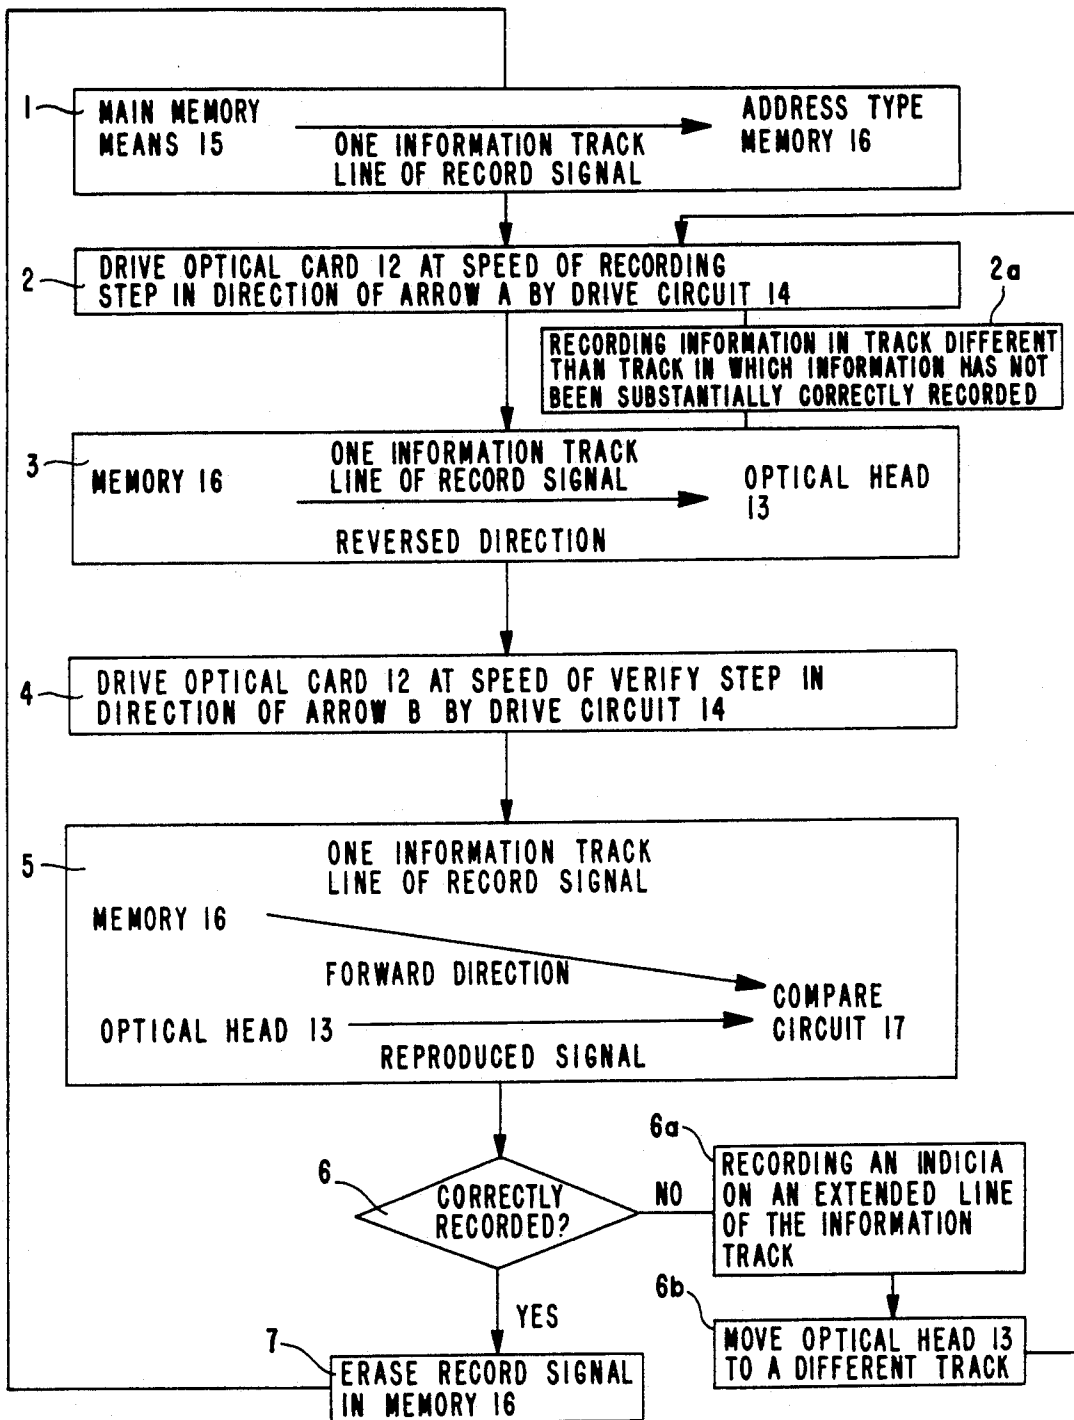 1
MAIN MEMORY
MEANS 15
ONE INFORMATION TRACK
LINE OF RECORD SIGNAL
ADDRESS TYPE
MEMORY 16
2
DRIVE OPTICAL CARD 12 AT SPEED OF RECORDING
STEP IN DIRECTION OF ARROW A BY DRIVE CIRCUIT 14
2a
RECORDING INFORMATION IN TRACK DIFFERENT
THAN TRACK IN WHICH INFORMATION HAS NOT
BEEN SUBSTANTIALLY CORRECTLY RECORDED
3
MEMORY 16
ONE INFORMATION TRACK
LINE OF RECORD SIGNAL
REVERSED DIRECTION
OPTICAL HEAD
13
4
DRIVE OPTICAL CARD 12 AT SPEED OF VERIFY STEP IN
DIRECTION OF ARROW B BY DRIVE CIRCUIT 14
5
ONE INFORMATION TRACK
LINE OF RECORD SIGNAL
MEMORY 16
FORWARD DIRECTION
OPTICAL HEAD 13
REPRODUCED SIGNAL
COMPARE
CIRCUIT 17
6
CORRECTLY
RECORDED?
NO
6a
RECORDING AN INDICIA
ON AN EXTENDED LINE
OF THE INFORMATION
TRACK
6b
MOVE OPTICAL HEAD 13
TO A DIFFERENT TRACK
YES
7
ERASE RECORD SIGNAL
IN MEMORY 16